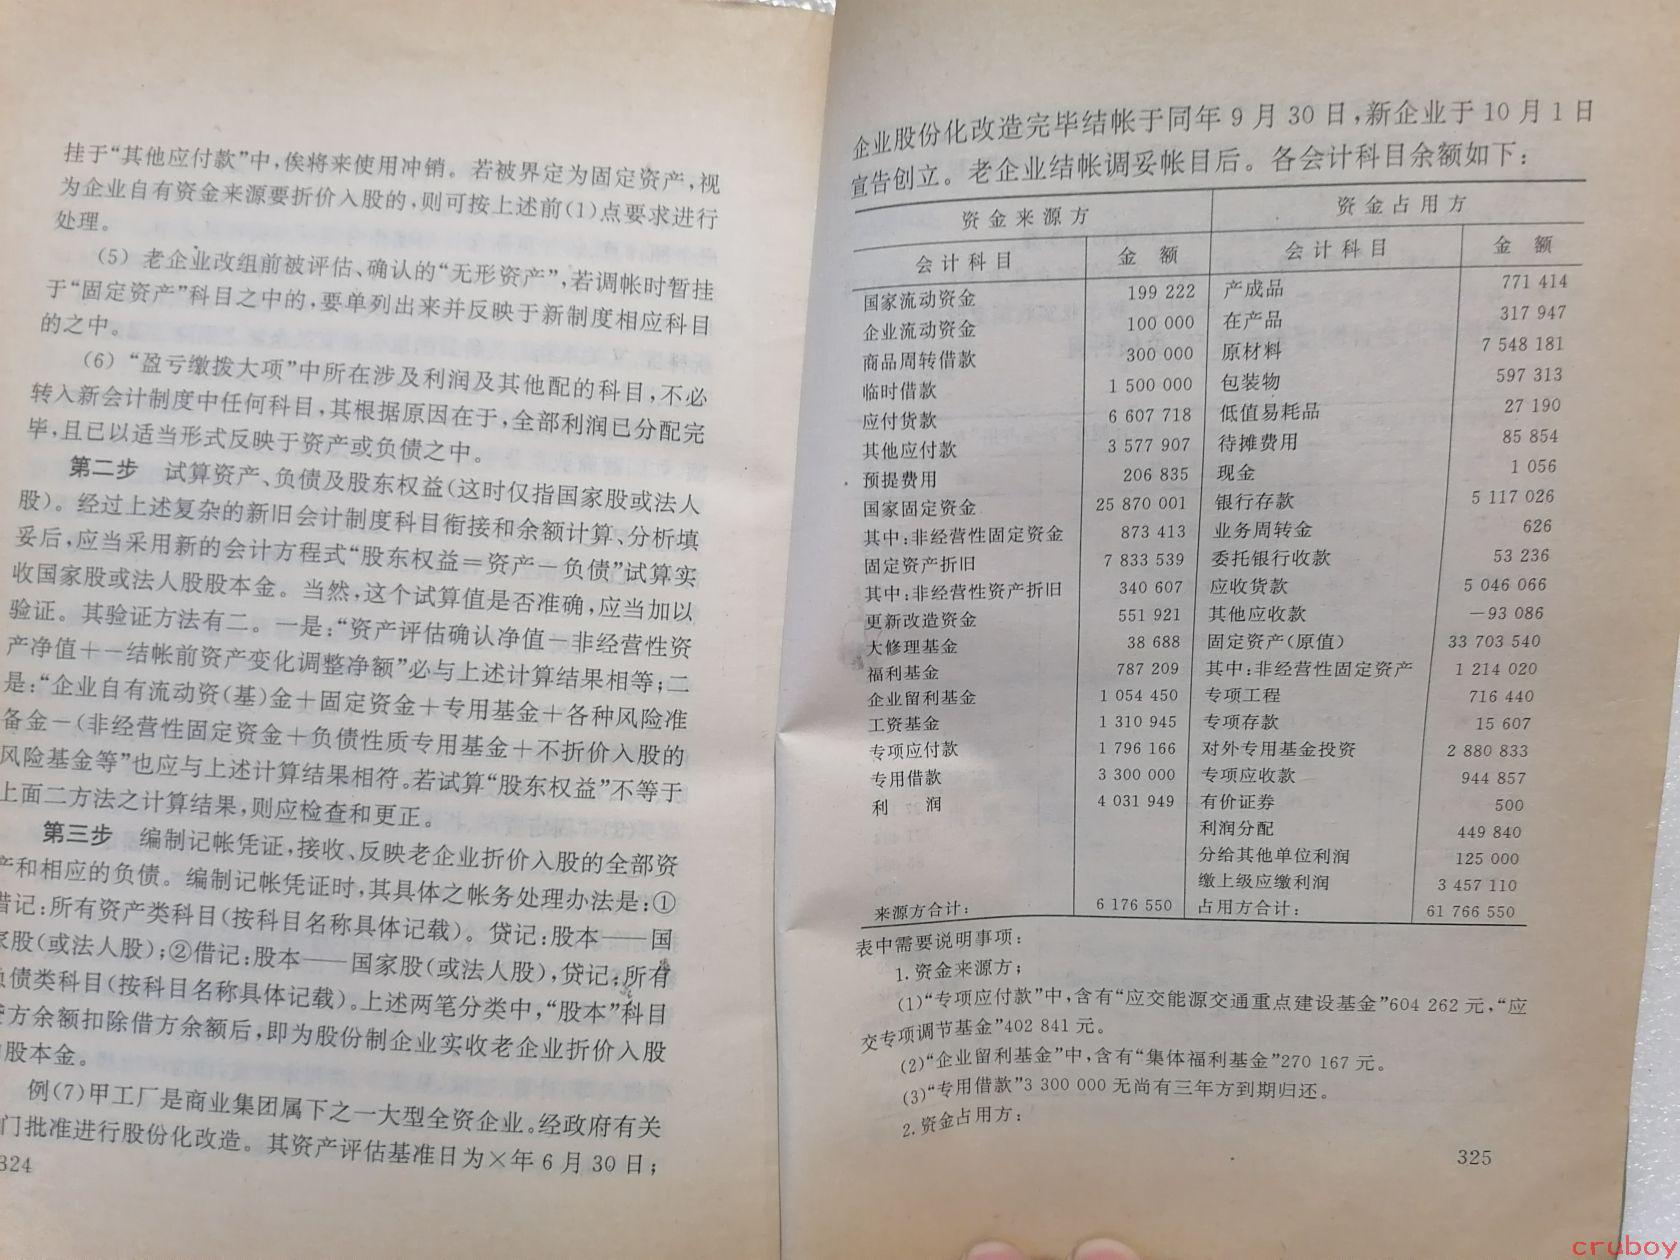 挂于“其他应付款”中,俟将来使用冲销。若被界定为固定资产,视
为企业自有资金来源要折价入股的,则可按上述前(1)点要求进行
处理。
(5) 老企业改组前被评估、确认的“无形资产”,若调帐时暂挂
于“固定资产”科目之中的,要单列出来并反映于新制度相应科目
的之中。
(6) “盈亏缴拨大项”中所在涉及利润及其他配的科目,不必
转入新会计制度中任何科目,其根据原因在于,全部利润已分配完
毕,且已以适当形式反映于资产或负债之中。
第二步 试算资产、负债及股东权益(这时仅指国家股或法人
股)。经过上述复杂的新旧会计制度科目衔接和余额计算、分析填
妥后,应当采用新的会计方程式“股东权益=资产-负债”试算实
收国家股或法人股股本金。当然,这个试算值是否准确,应当加以
验证。其验证方法有二。一是:“资产评估确认净值-非经营性资
产净值+-结帐前资产变化调整净额”必与上述计算结果相等;二
是:“企业自有流动资(基)金+固定资金+专用基金+各种风险准
备金-(非经营性固定资金+负债性质专用基金+不折价入股的
风险基金等”也应与上述计算结果相符。若试算“股东权益”不等于
上面二方法之计算结果,则应检查和更正。
第三步 编制记帐凭证,接收、反映老企业折价入股的全部资
产和相应的负债。编制记帐凭证时,其具体之帐务处理办法是:①
借记:所有资产类科目(按科目名称具体记载)。贷记:股本——国
家股(或法人股);②借记:股本——国家股(或法人股),贷记:所有
负债类科目(按科目名称具体记载)。上述两笔分类中,“股本”科目
贷方余额扣除借方余额后,即为股份制企业实收老企业折价入股
股本金。
例(7)甲工厂是商业集团属下之一大型全资企业。经政府有关
门批准进行股份化改造。其资产评估基准日为×年6月30日;
324
企业股份化改造完毕结帐于同年9月30日,新企业于10月1日
宣告创立。老企业结帐调妥帐目后。各会计科目余额如下:
资金来源方 资金占用方
会计科目 金额 会计科目 金额
国家流动资金 199 222 产成品 771 414
企业流动资金 100 000 在产品 317 947
商品周转借款 300 000 原材料 7 548 181
临时借款 1 500 000 包装物 597 313
应付货款 6 607 718 低值易耗品 27 190
其他应付款 3 577 907 待摊费用 85 854
预提费用 206 835 现金 1 056
国家固定资金 25 870 001 银行存款 5 117 026
其中:非经营性固定资金 873 413 业务周转金 626
固定资产折旧 7 833 539 委托银行收款 53 236
其中:非经营性资产折旧 340 607 应收货款 5 046 066
更新改造资金 551 921 其他应收款 -93 086
大修理基金 38 688 固定资产(原值) 33 703 540
福利基金 787 209 其中:非经营性固定资产 1 214 020
企业留利基金 1 054 450 专项工程 716 440
工资基金 1 310 945 专项存款 15 607
专项应付款 1 796 166 对外专用基金投资 2 880 833
专用借款 3 300 000 专项应收款 944 857
利润 4 031 949 有价证券 500
利润分配 449 840
分给其他单位利润 125 000
缴上级应缴利润 3 457 110
来源方合计: 6 176 550 占用方合计: 61 766 550
表中需要说明事项:
1.资金来源方;
(1)“专项应付款”中,含有“应交能源交通重点建设基金”604 262元,“应
交专项调节基金”402 841元。
(2)“企业留利基金”中,含有“集体福利基金”270 167元。
(3)“专用借款”3 300 000无尚有三年方到期归还。
2.资金占用方:
325
cruboy